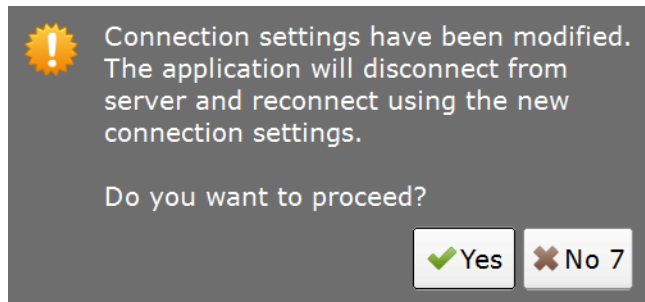 Connection settings have been modified.
The application will disconnect from
server and reconnect using the new
connection settings.
Do you want to proceed?
Yes
No 7